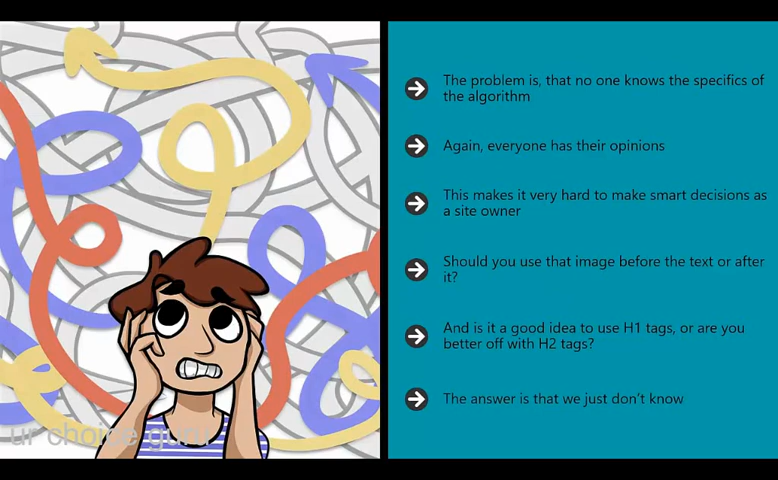 The problem is, that no one knows the specifics of
the algorithm
Again, everyone has their opinions
This makes it very hard to make smart decisions as
a site owner
Should you use that image before the text or after
it?
And is it a good idea to use H1 tags, or are you
better off with H2 tags?
The answer is that we just don't know
ur choice guru